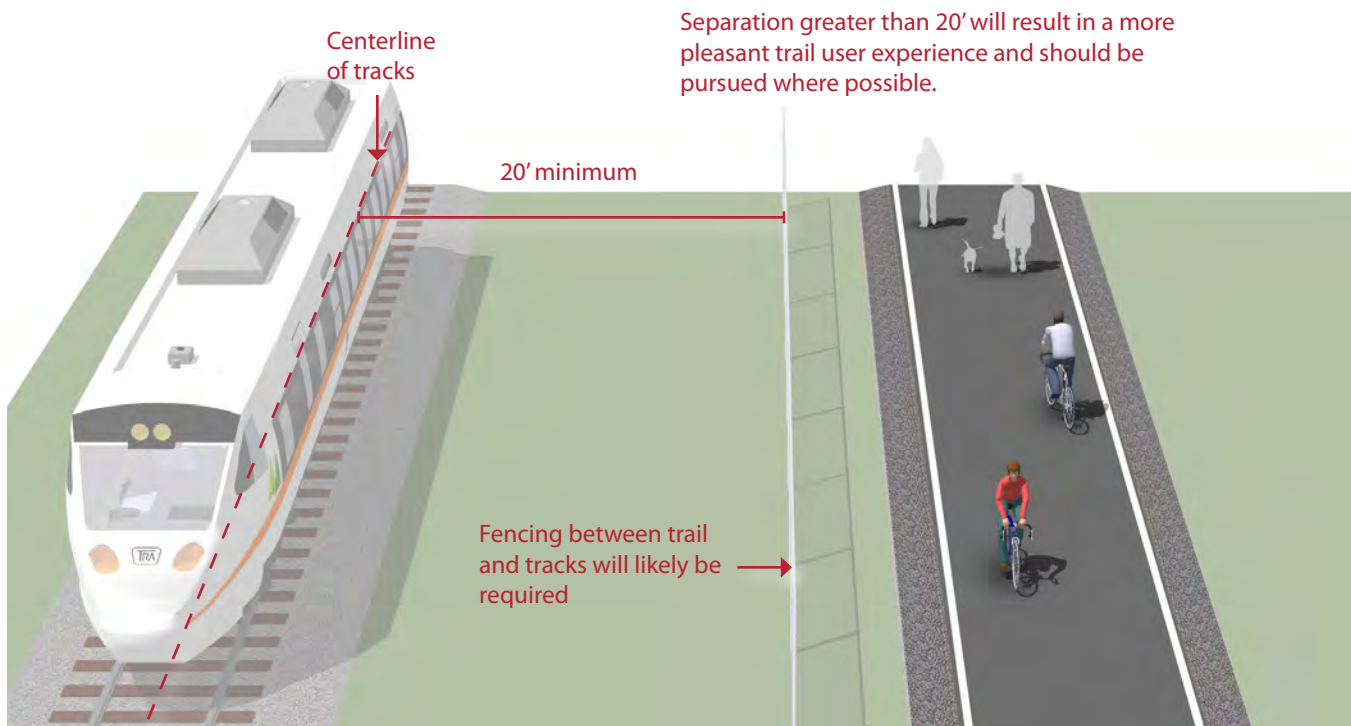 Centerline
of tracks
Separation greater than 20’ will result in a more
pleasant trail user experience and should be
pursued where possible.
20’ minimum
Fencing between trail
and tracks will likely be
required
TRA